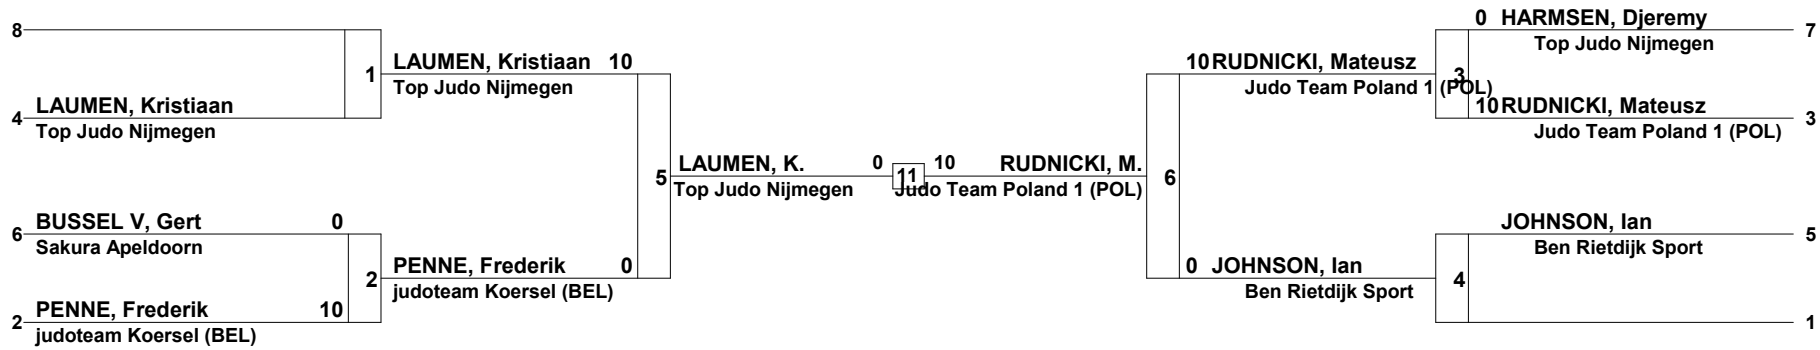 8
1
LAUMEN, Kristiaan 10
Top Judo Nijmegen
LAUMEN, Kristiaan
4
Top Judo Nijmegen
5
LAUMEN, K. 0
Top Judo Nijmegen
BUSSEL V, Gert 0
6
Sakura Apeldoorn
2
PENNE, Frederik 0
judoteam Koersel (BEL)
PENNE, Frederik 10
2
judoteam Koersel (BEL)
11
10 RUDNICKI, M.
Judo Team Poland 1 (POL)
6
10 RUDNICKI, Mateusz
Judo Team Poland 1 (POL)
3
0 HARMSEN, Djeremy
7
Top Judo Nijmegen
10 RUDNICKI, Mateusz
3
Judo Team Poland 1 (POL)
0 JOHNSON, Ian
Ben Rietdijk Sport
4
JOHNSON, Ian
5
Ben Rietdijk Sport
1